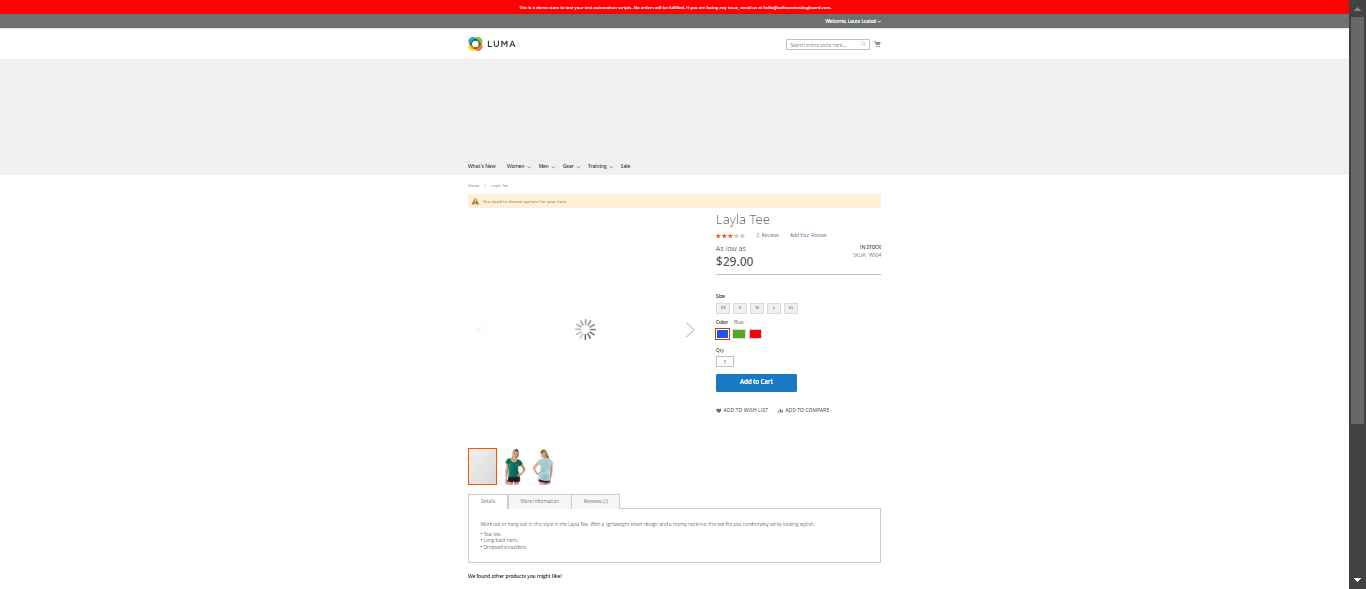 This is a demo store to test your test automation scripts. No orders will be fulfilled. If you are facing any issue, email us at hello@softwaretestingboard.com.
Welcome, Laura
LUMA
Search entire store here...
What's New Women Men Gear Training Sale
Home Layla Tee
You need to choose options for your item.
Layla Tee
2 Reviews Add Your Review
As low as
IN STOCK
$29.00
SKU#: WS04
Size
XS S M L XL
Color Blue
Qty
1
Add to Cart
ADD TO WISH LIST ADD TO COMPARE
Details More Information Reviews (2)
Work out or hang out in chic style in the Layla Tee. With a lightweight sheer design and a roomy neckline, this tee fits you comfortably while looking stylish.
• Teal tee.
• Long back hem.
• Dropped shoulders.
We found other products you might like!